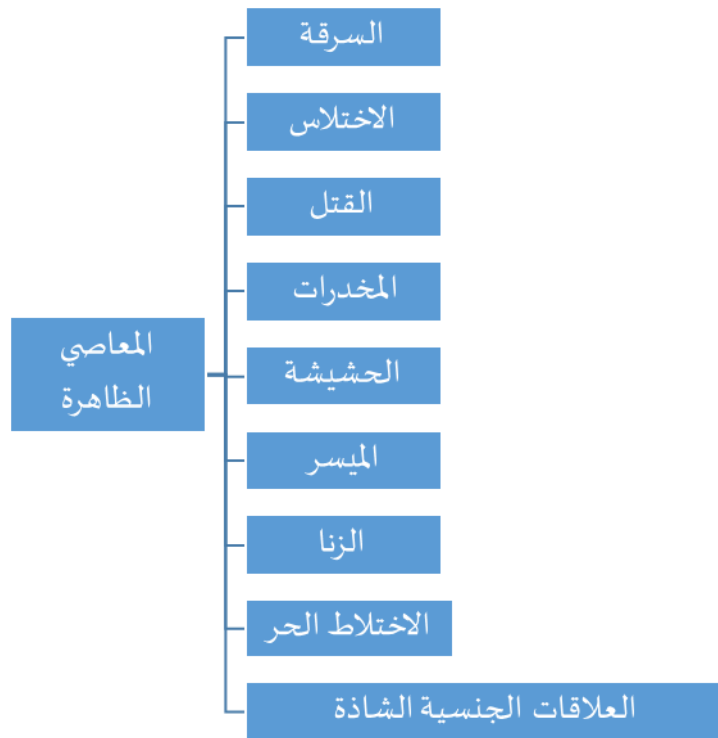 المعاصي
الظاهرة
السرقة
الاختلاس
القتل
المخدرات
الحشيشة
الميسر
الزنا
الاختلاط الحر
العلاقات الجنسية الشاذة